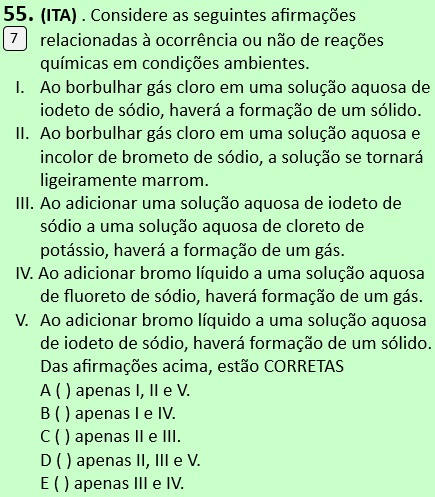 55. (ITA) . Considere as seguintes afirmações
7 relacionadas à ocorrência ou não de reações
químicas em condições ambientes.
I. Ao borbulhar gás cloro em uma solução aquosa de
iodeto de sódio, haverá a formação de um sólido.
II. Ao borbulhar gás cloro em uma solução aquosa e
incolor de brometo de sódio, a solução se tornará
ligeiramente marrom.
III. Ao adicionar uma solução aquosa de iodeto de
sódio a uma solução aquosa de cloreto de
potássio, haverá a formação de um gás.
IV. Ao adicionar bromo líquido a uma solução aquosa
de fluoreto de sódio, haverá formação de um gás.
V. Ao adicionar bromo líquido a uma solução aquosa
de iodeto de sódio, haverá formação de um sólido.
Das afirmações acima, estão CORRETAS
A ( ) apenas I, II e V.
B ( ) apenas I e IV.
C ( ) apenas II e III.
D ( ) apenas II, III e V.
E ( ) apenas III e IV.